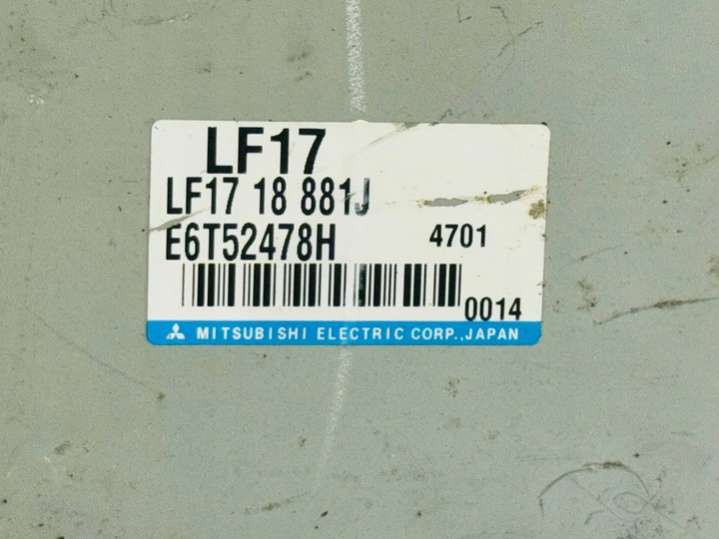 LF17
LF17 18 881J
E6T52478H 4701
0014
MITSUBISHI ELECTRIC CORP.,JAPAN